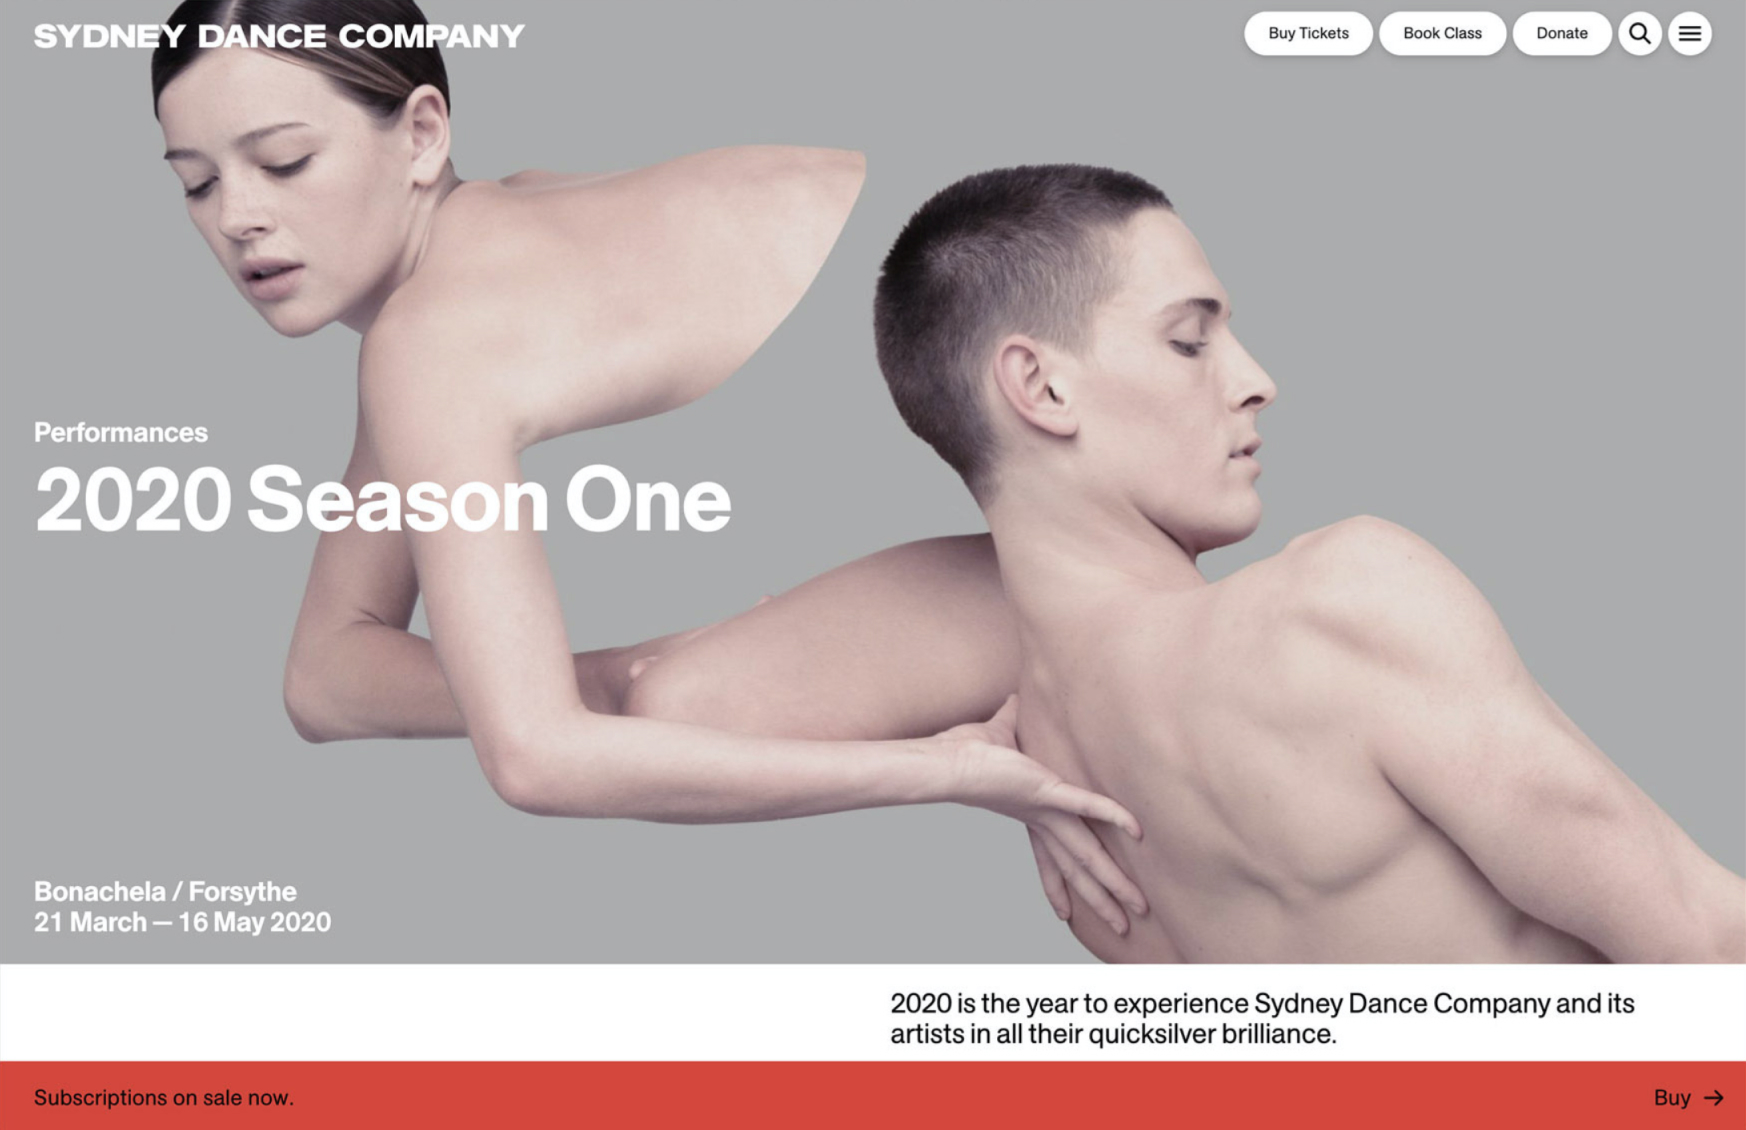 SYDNEY DANCE COMPANY
Buy Tickets
Book Class
Donate
Performances
2020 Season One
Bonachela / Forsythe
21 March — 16 May 2020
2020 is the year to experience Sydney Dance Company and its
artists in all their quicksilver brilliance.
Subscriptions on sale now.
Buy →